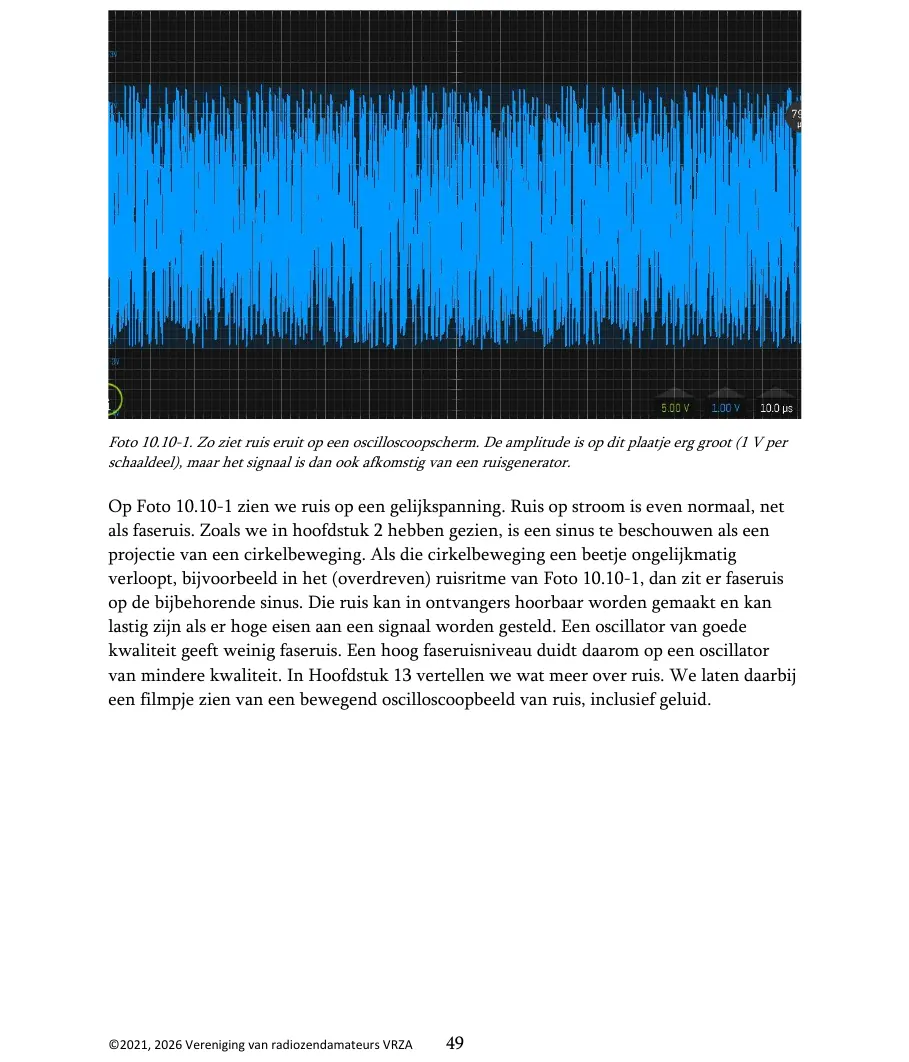 3V
79
5.00 V
1.00 V
10.0 µs
3V
Foto 10.10-1. Zo ziet ruis eruit op een oscilloscoopscherm. De amplitude is op dit plaatje erg groot (1 V per
schaaldeel), maar het signaal is dan ook afkomstig van een ruisgenerator.
Op Foto 10.10-1 zien we ruis op een gelijkspanning. Ruis op stroom is even normaal, net
als faseruis. Zoals we in hoofdstuk 2 hebben gezien, is een sinus te beschouwen als een
projectie van een cirkelbeweging. Als die cirkelbeweging een beetje ongelijkmatig
verloopt, bijvoorbeeld in het (overdreven) ruisritme van Foto 10.10-1, dan zit er faseruis
op de bijbehorende sinus. Die ruis kan in ontvangers hoorbaar worden gemaakt en kan
lastig zijn als er hoge eisen aan een signaal worden gesteld. Een oscillator van goede
kwaliteit geeft weinig faseruis. Een hoog faseruisniveau duidt daarom op een oscillator
van mindere kwaliteit. In Hoofdstuk 13 vertellen we wat meer over ruis. We laten daarbij
een filmpje zien van een bewegend oscilloscoopbeeld van ruis, inclusief geluid.
©2021, 2026 Vereniging van radiozendamateurs VRZA 49